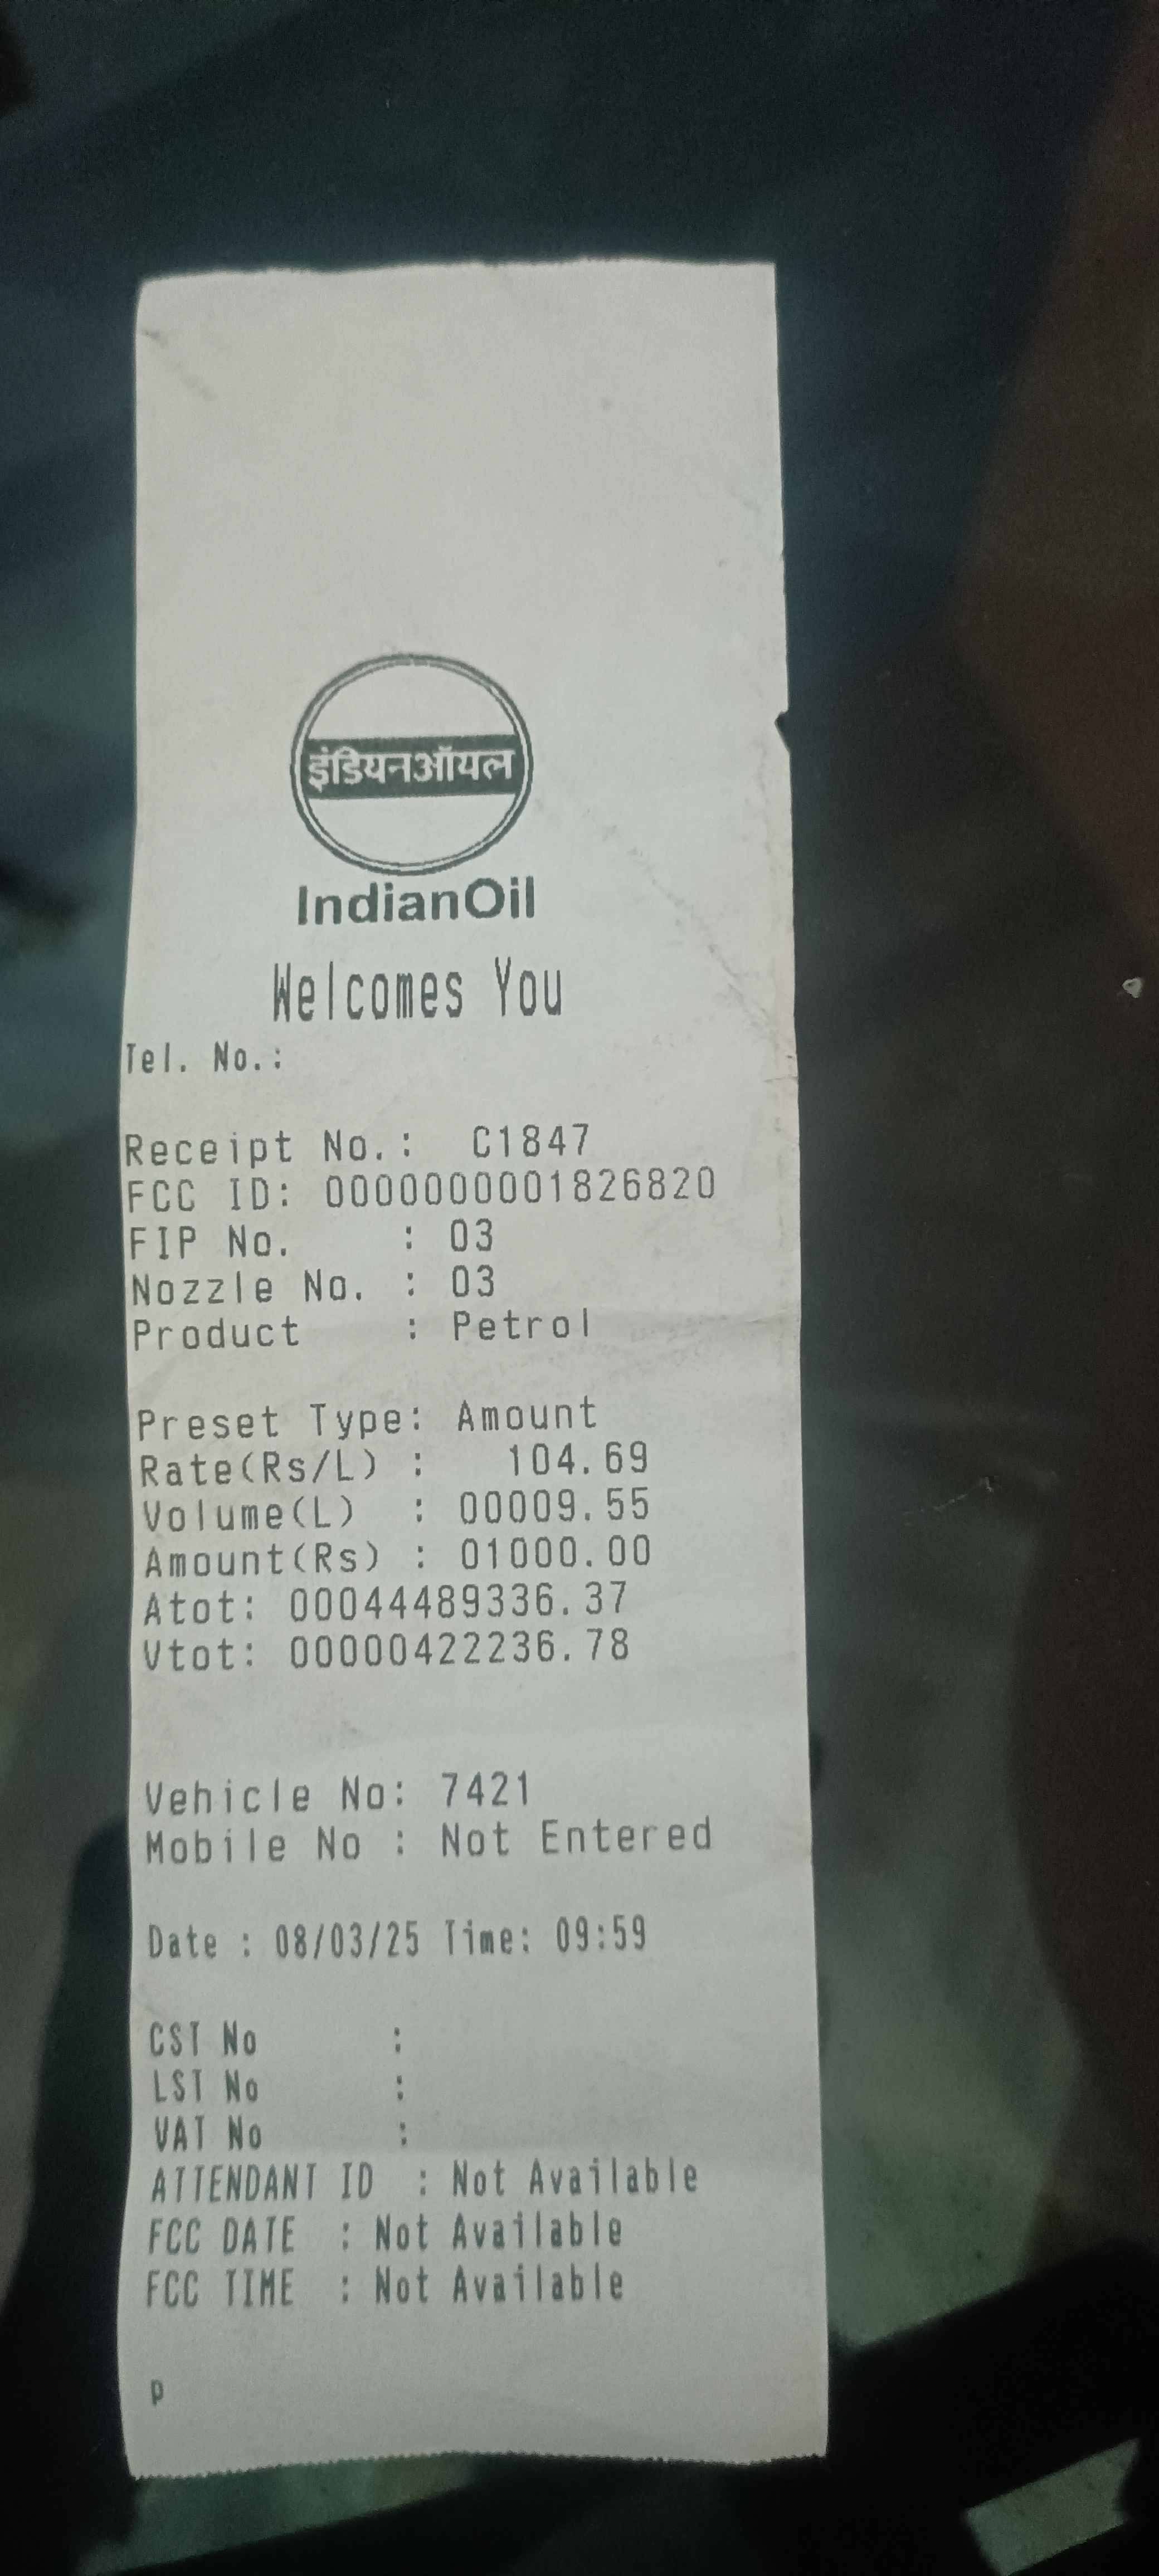 इंडियनऑयल
IndianOil
Welcomes You
Tel. No.:
Receipt No.: C1847
FCC ID: 0000000001826820
FIP No. : 03
Nozzle No. : 03
Product : Petrol
Preset Type: Amount
Rate(Rs/L) : 104.69
Volume(L) : 00009.55
Amount(Rs) : 01000.00
Atot: 00044489336.37
Vtot: 00000422236.78
Vehicle No: 7421
Mobile No : Not Entered
Date : 08/03/25 Time: 09:59
CST No :
LST No :
VAT No :
ATTENDANT ID : Not Available
FCC DATE : Not Available
FCC TIME : Not Available
p